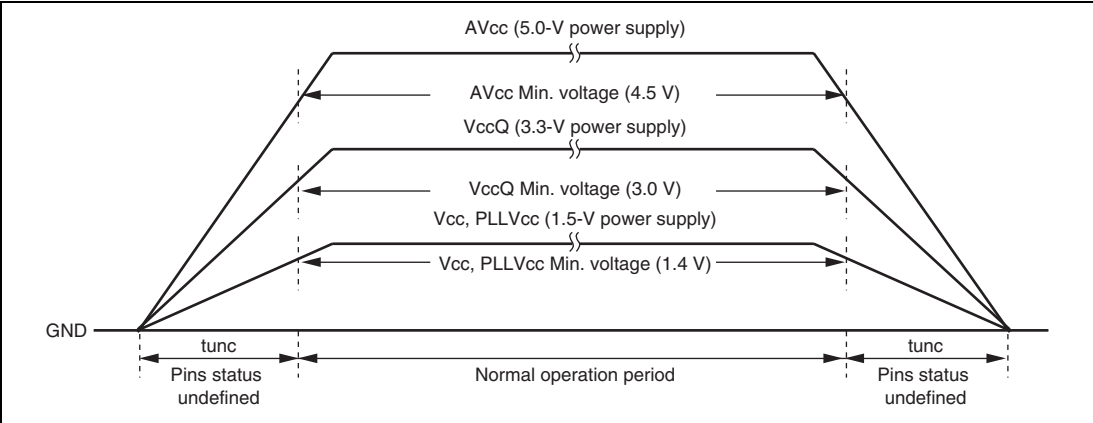 AVcc (5.0-V power supply)
AVcc Min. voltage (4.5 V)
VccQ (3.3-V power supply)
VccQ Min. voltage (3.0 V)
Vcc, PLLVcc (1.5-V power supply)
Vcc, PLLVcc Min. voltage (1.4 V)
GND
tunc
tunc
Pins status
undefined
Normal operation period
Pins status
undefined